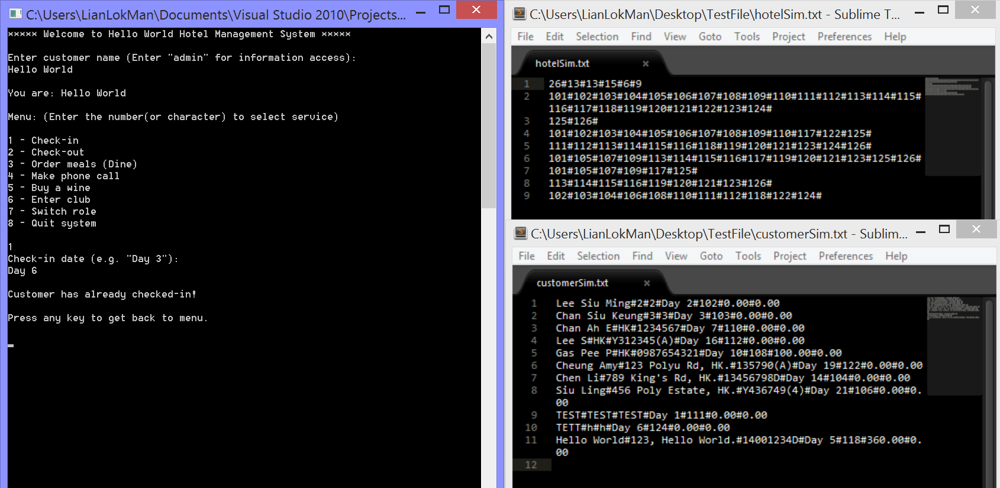 C:\Users\LianLokMan\Documents\Visual Studio 2010\Projects...
***** Welcome to Hello World Hotel Management System *****
Enter customer name (Enter "admin" for information access):
Hello World
You are: Hello World
Menu: (Enter the number(or character) to select service)
1 - Check-in
2 - Check-out
3 - Order meals (Dine)
4 - Make phone call
5 - Buy a wine
6 - Enter club
7 - Switch role
8 - Quit system
1
Check-in date (e.g. "Day 3"):
Day 6
Customer has already checked-in!
Press any key to get back to menu.
C:\Users\LianLokMan\Desktop\TestFile\hotelSim.txt - Sublime T...
File Edit Selection Find View Goto Tools Project Preferences Help
hotelSim.txt
1 26#13#13#15#6#9
2 101#102#103#104#105#106#107#108#109#110#111#112#113#114#115#
116#117#118#119#120#121#122#123#124#
3 125#126#
4 101#102#103#104#105#106#107#108#109#110#117#122#125#
5 111#112#113#114#115#116#118#119#120#121#123#124#126#
6 101#105#107#109#113#114#115#116#117#119#120#121#123#125#126#
7 101#105#107#109#117#125#
8 113#114#115#116#119#120#121#123#126#
9 102#103#104#106#108#110#111#112#118#122#124#
C:\Users\LianLokMan\Desktop\TestFile\customerSim.txt - Sublim...
File Edit Selection Find View Goto Tools Project Preferences Help
customerSim.txt
1 Lee Siu Ming#2#2#Day 2#102#0.00#0.00
2 Chan Siu Keung#3#3#Day 3#103#0.00#0.00
3 Chan Ah E#HK#1234567#Day 7#110#0.00#0.00
4 Lee S#HK#Y312345(A)#Day 16#112#0.00#0.00
5 Gas Pee P#HK#0987654321#Day 10#108#100.00#0.00
6 Cheung Amy#123 Polyu Rd, HK.#135790(A)#Day 19#122#0.00#0.00
7 Chen Li#789 King's Rd, HK.#13456798D#Day 14#104#0.00#0.00
8 Siu Ling#456 Poly Estate, HK.#Y436749(4)#Day 21#106#0.00#0.
00
9 TEST#TEST#TEST#Day 1#111#0.00#0.00
10 TETT#h#h#Day 6#124#0.00#0.00
11 Hello World#123, Hello World.#14001234D#Day 5#118#360.00#0.
00
12